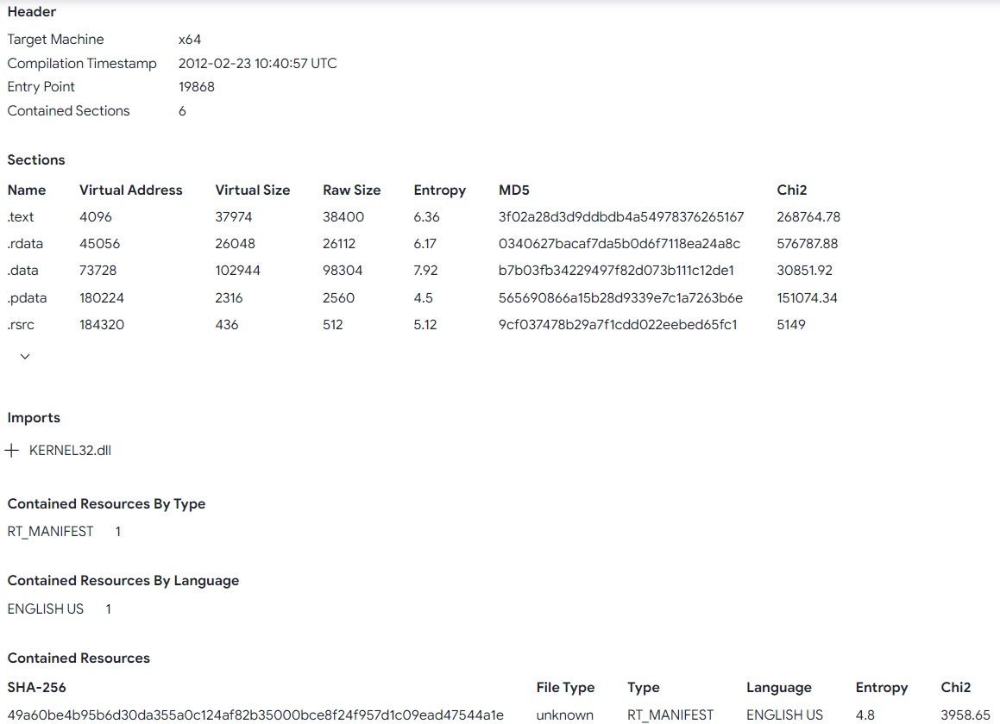 Header
Target Machine x64
Compilation Timestamp 2012-02-23 10:40:57 UTC
Entry Point 19868
Contained Sections 6
Sections
Name Virtual Address Virtual Size Raw Size Entropy MD5 Chi2
.text 4096 37974 38400 6.36 3f02a28d3d9ddbdb4a54978376265167 268764.78
.rdata 45056 26048 26112 6.17 0340627bacaf7da5b0d6f7118ea24a8c 576787.88
.data 73728 102944 98304 7.92 b7b03fb34229497f82d073b111c12de1 30851.92
.pdata 180224 2316 2560 4.5 565690866a15b28d9339e7c1a7263b6e 151074.34
.rsrc 184320 436 512 5.12 9cf037478b29a7f1cdd022eebed65fc1 5149
Imports
KERNEL32.dll
Contained Resources By Type
RT_MANIFEST 1
Contained Resources By Language
ENGLISH US 1
Contained Resources
SHA-256 File Type Type Language Entropy Chi2
49a60be4b95b6d30da355a0c124af82b35000bce8f24f957d1c09ead47544a1e unknown RT_MANIFEST ENGLISH US 4.8 3958.65